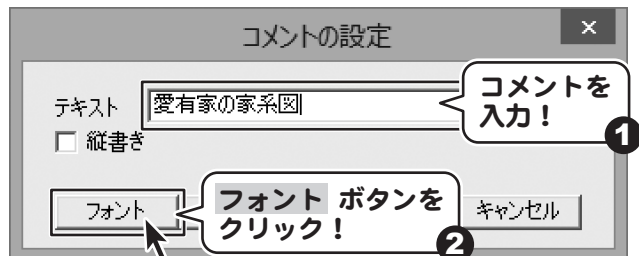 コメントの設定
×
テキスト 愛有家の家系図
コメントを
入力！
1
縦書き
フォント
フォント ボタンを
クリック！
2
キャンセル